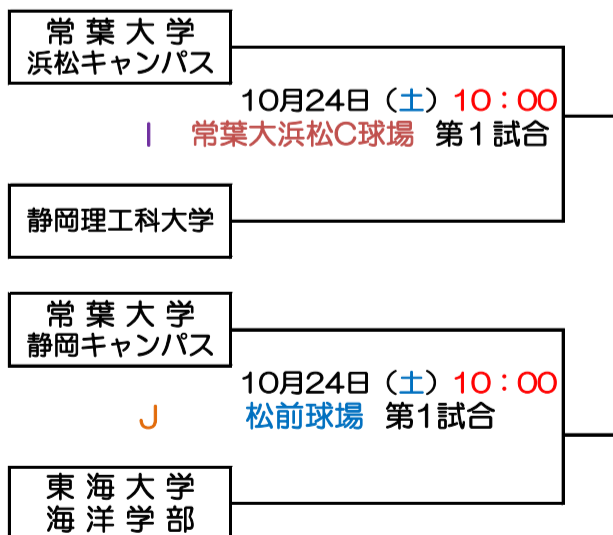 常葉大学
浜松キャンパス
10月24日（土）10：00
I 常葉大浜松C球場 第1試合
静岡理工科大学
常葉大学
静岡キャンパス
10月24日（土）10：00
J 松前球場 第1試合
東海大学
海洋学部